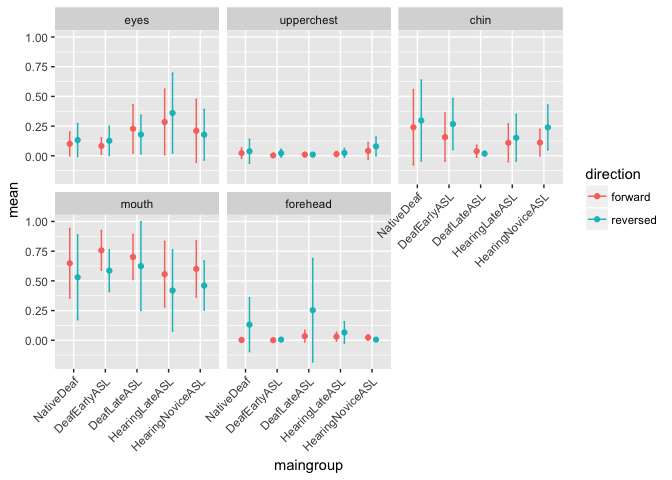 eyes
upperchest
chin
1.00
0.75
0.50
0.25
0.00
NativeDeaf
DeafEarlyASL
DeafLateASL
HearingLateASL
HearingNoviceASL
direction
forward
reversed
mean
mouth
forehead
1.00
0.75
0.50
0.25
0.00
NativeDeaf
DeafEarlyASL
DeafLateASL
HearingLateASL
HearingNoviceASL
NativeDeaf
DeafEarlyASL
DeafLateASL
HearingLateASL
HearingNoviceASL
maingroup